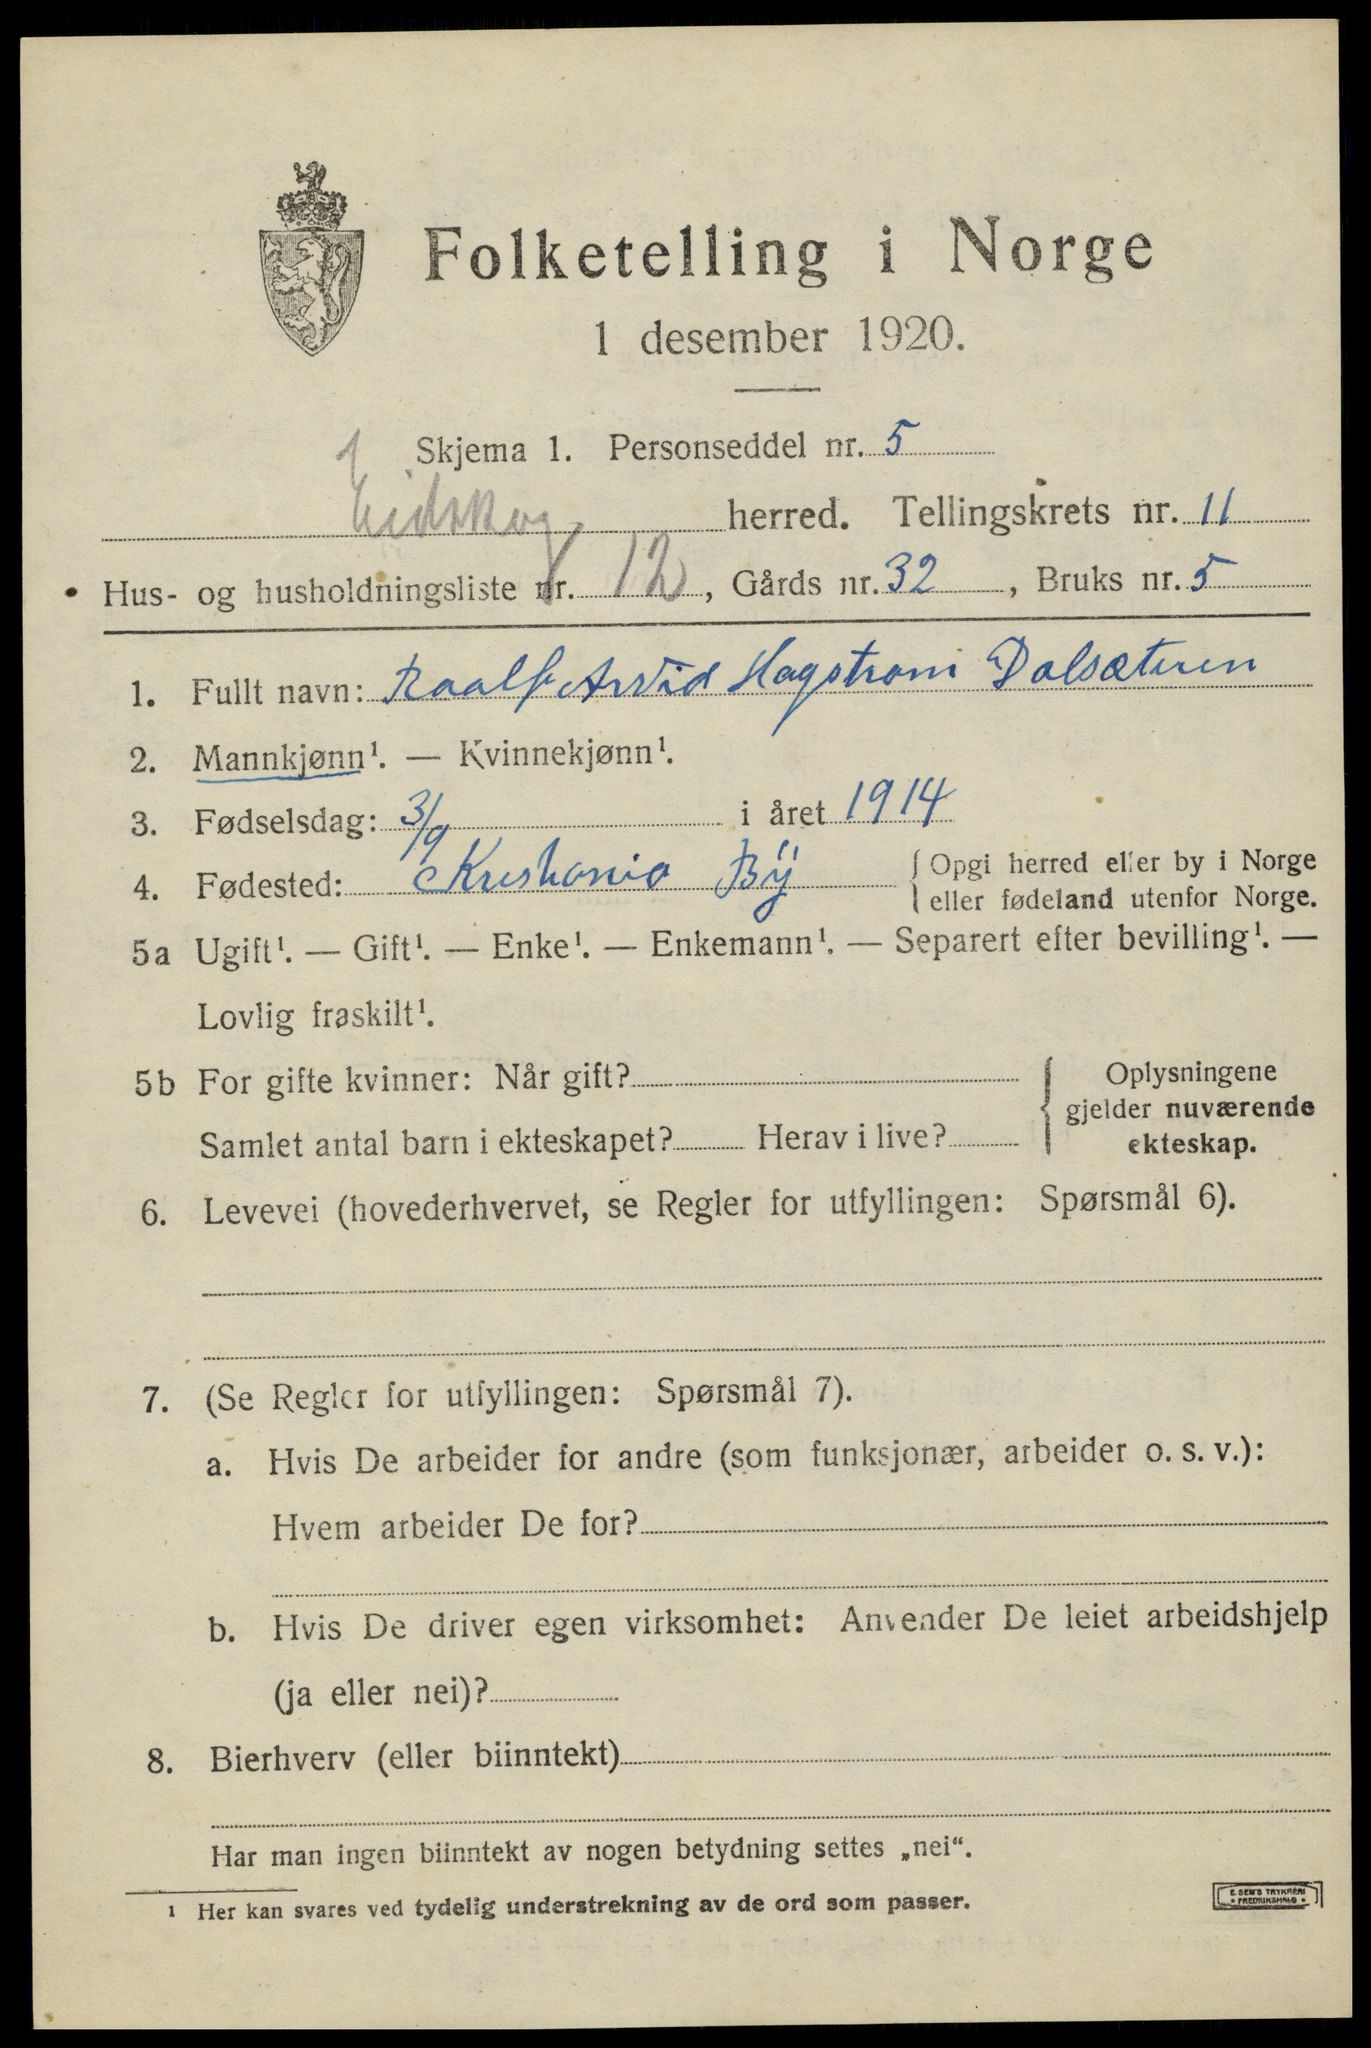 Folketelling i Norge
1 desember 1920.
Skjema 1. Personseddel nr. 5
Eidskog herred. Tellingskrets nr. 11
Hus- og husholdningsliste nr. 12, Gårds nr. 32, Bruks nr. 5
1. Fullt navn: Raalf Arvid Hagstrøm Dalsæteren
2. Mannkjønn¹. — Kvinnekjønn¹.
3. Fødselsdag: 3/9 i året 1914
4. Fødested: Kristiania By { Opgi herred eller by i Norge
eller fødeland utenfor Norge.
5a Ugift¹. — Gift¹. — Enke¹. — Enkemann¹. — Separert efter bevilling¹. —
Lovlig fraskilt¹.
5b For gifte kvinner: Når gift?
Samlet antal barn i ekteskapet? Herav i live?
{ Oplysningene
gjelder nuværende
ekteskap.
6. Levevei (hovederhvervet, se Regler for utfyllingen: Spørsmål 6).
7. (Se Regler for utfyllingen: Spørsmål 7).
a. Hvis De arbeider for andre (som funksjonær, arbeider o. s. v.):
Hvem arbeider De for?
b. Hvis De driver egen virksomhet: Anvender De leiet arbeidshjelp
(ja eller nei)?
8. Bierhverv (eller biinntekt)
Har man ingen biinntekt av nogen betydning settes „nei“.
¹ Her kan svares ved tydelig understrekning av de ord som passer.
E. SEM'S TRYKKERI
• FREDRIKSHALD •